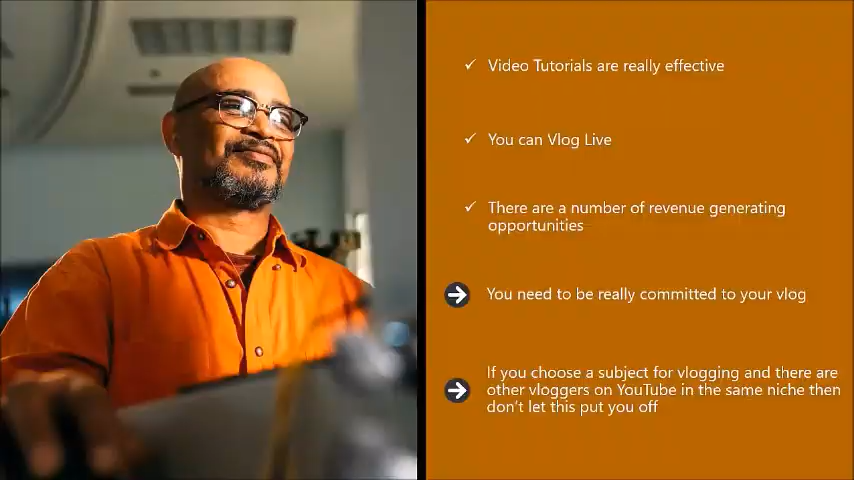 Video Tutorials are really effective
You can Vlog Live
There are a number of revenue generating
opportunities
You need to be really committed to your vlog
If you choose a subject for vlogging and there are
other vloggers on YouTube in the same niche then
don't let this put you off